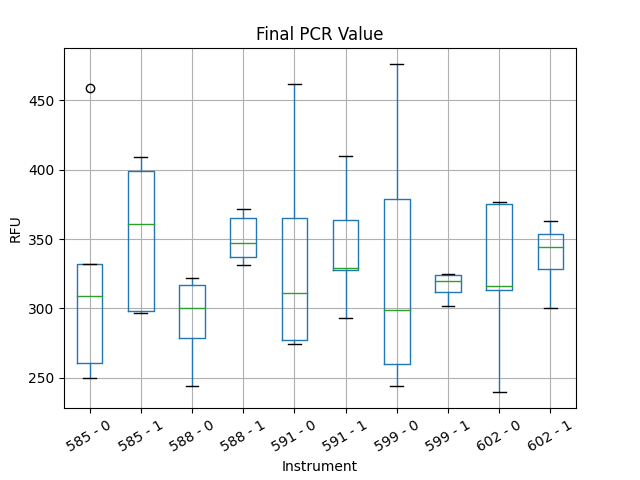 Final PCR Value
450
400
350
300
250
RFU
585 - 0
585 - 1
588 - 0
588 - 1
591 - 0
591 - 1
599 - 0
599 - 1
602 - 0
602 - 1
Instrument